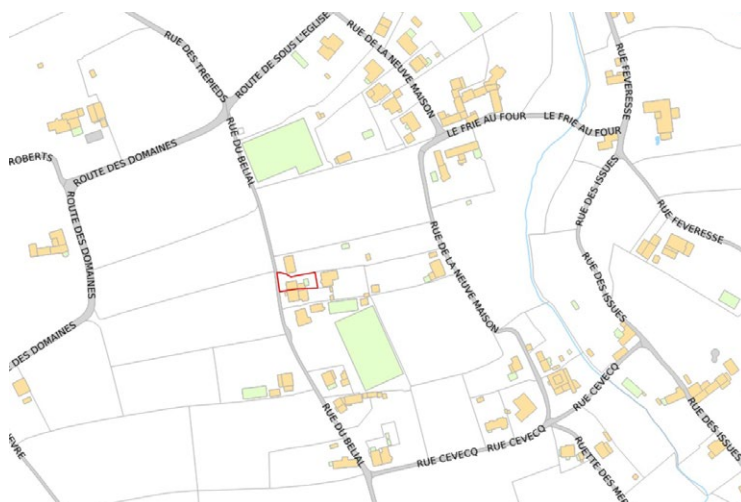 RUE DES TREPIEDS
ROUTE DE SOUS L'EGLISE
RUE DE LA NEUVE MAISON
RUE FEVERESSE
LE FRIE AU FOUR
LE FRIE AU FOUR
ROBERTS
ROUTE DES DOMAINES
RUE DU BELIAL
RUE DES ISSUES
RUE FEVERESSE
ROUTE DES DOMAINES
RUE DE LA NEUVE MAISON
RUE DES ISSUES
DES DOMAINES
RUE CEVECQ
RUE DU BELIAL
RUE DES ISSUES
RUE CEVECQ
RUE CEVECQ
RUETTE DES